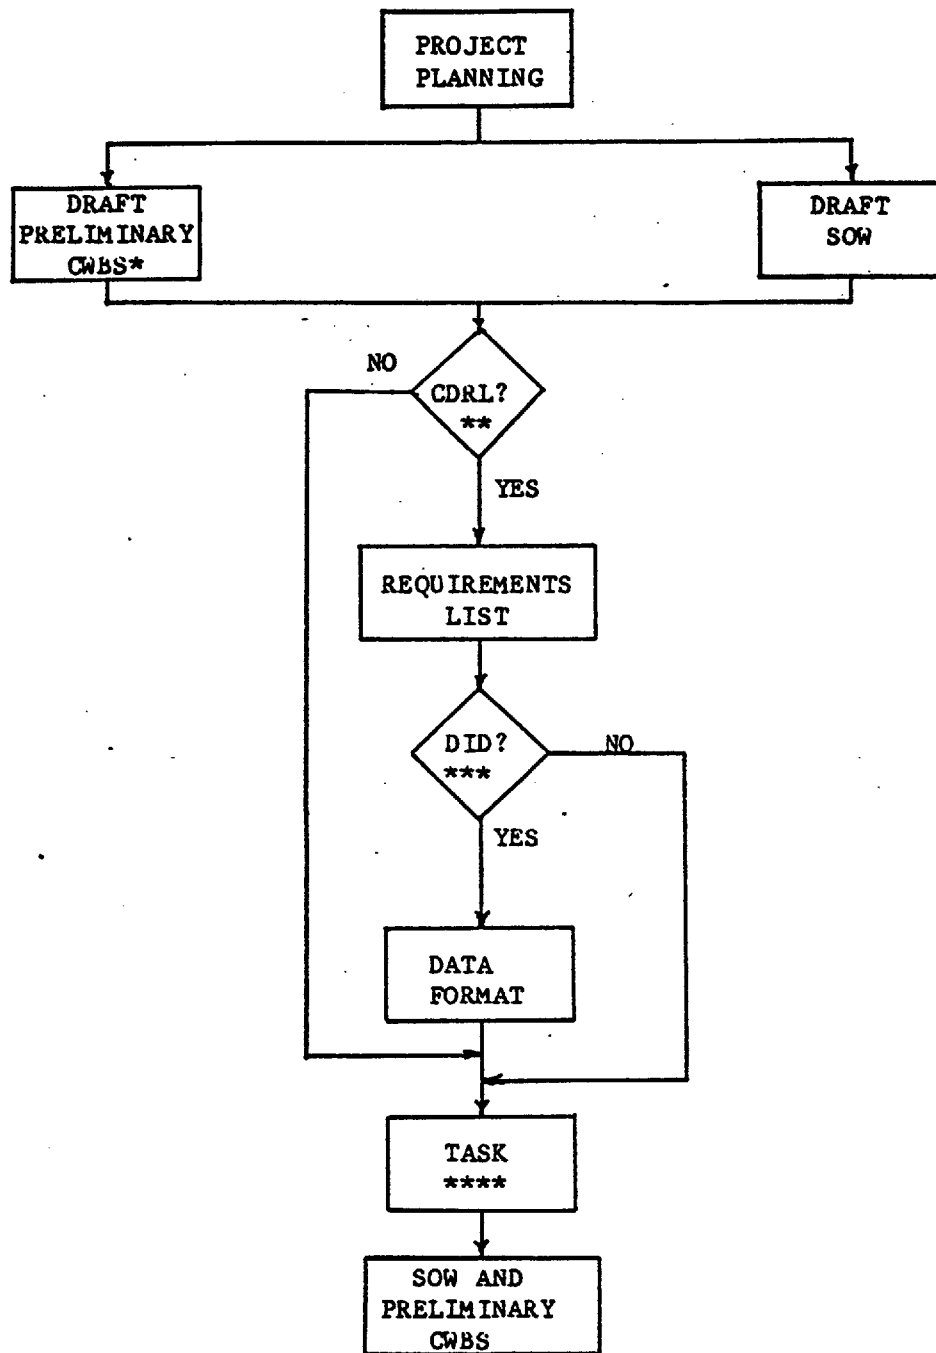 PROJECT
PLANNING
DRAFT
PRELIMINARY
CWBS*
DRAFT
SOW
NO
CDRL?
**
YES
REQUIREMENTS
LIST
DID?
***
NO
YES
DATA
FORMAT
TASK
****
SOW AND
PRELIMINARY
CWBS